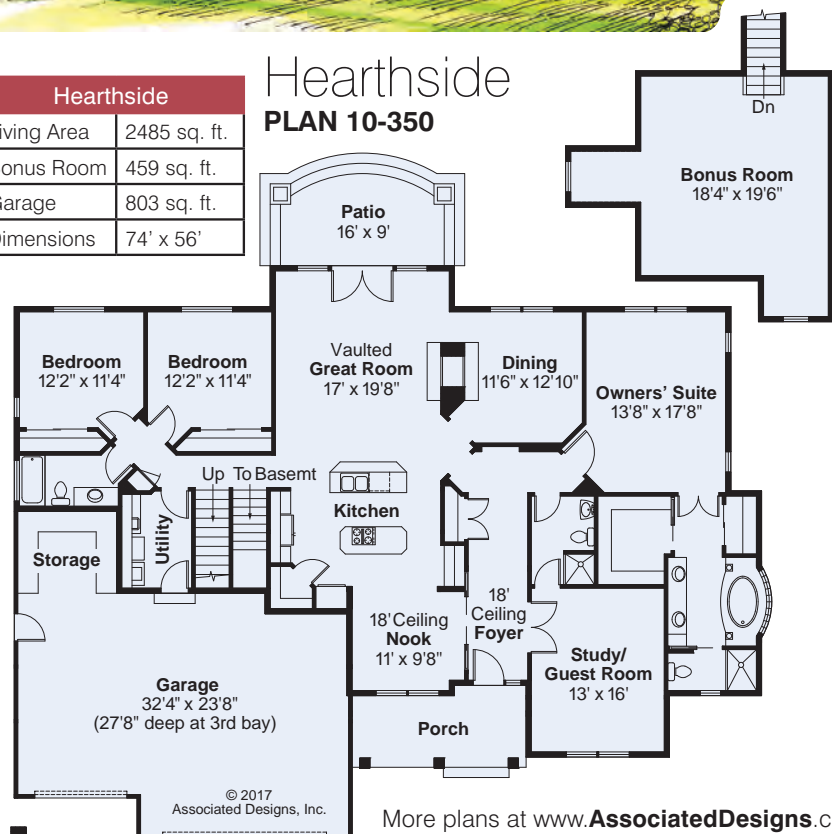 Hearthside
PLAN 10-350
Hearthside
iving Area 2485 sq. ft.
onus Room 459 sq. ft.
arage 803 sq. ft.
imensions 74' x 56'
Dn
Bonus Room
18'4" x 19'6"
Patio
16' x 9'
Bedroom
12'2" x 11'4"
Bedroom
12'2" x 11'4"
Vaulted
Great Room
17' x 19'8"
Dining
11'6" x 12'10"
Owners' Suite
13'8" x 17'8"
Up To Basemt
Kitchen
Utility
Storage
18' Ceiling
Nook
11' x 9'8"
18'
Ceiling
Foyer
Study/
Guest Room
13' x 16'
Garage
32'4" x 23'8"
(27'8" deep at 3rd bay)
Porch
© 2017
Associated Designs, Inc.
More plans at www.AssociatedDesigns.c